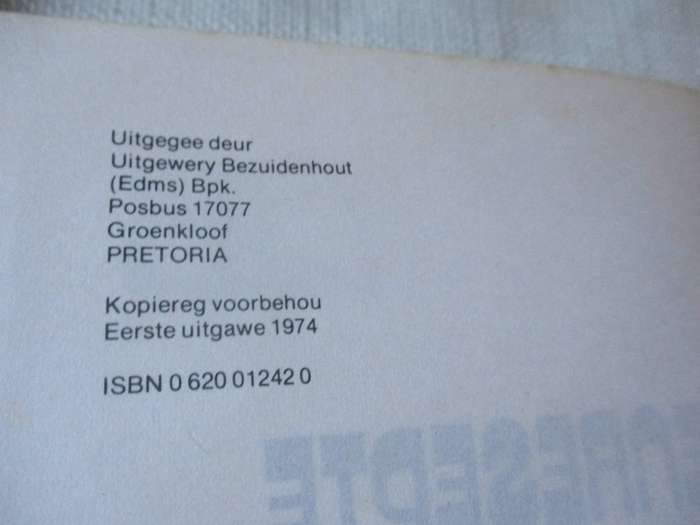 Uitgegee deur
Uitgewery Bezuidenhout
(Edms) Bpk.
Posbus 17077
Groenkloof
PRETORIA
Kopiereg voorbehou
Eerste uitgawe 1974
ISBN 0 620 01242 0